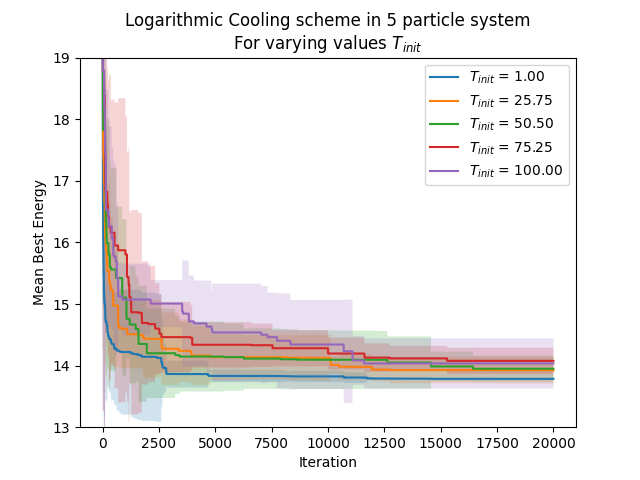 Logarithmic Cooling scheme in 5 particle system
For varying values T_init
19
18
17
16
15
14
13
Mean Best Energy
T_init = 1.00
T_init = 25.75
T_init = 50.50
T_init = 75.25
T_init = 100.00
0 2500 5000 7500 10000 12500 15000 17500 20000
Iteration